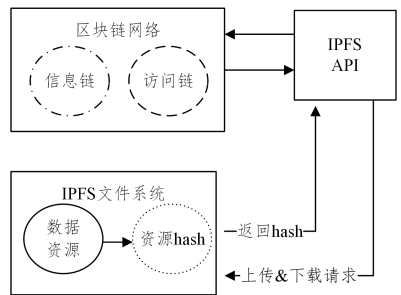 区块链网络
信息链
访问链
IPFS
API
IPFS文件系统
数据
资源
资源hash
返回hash
上传&下载请求